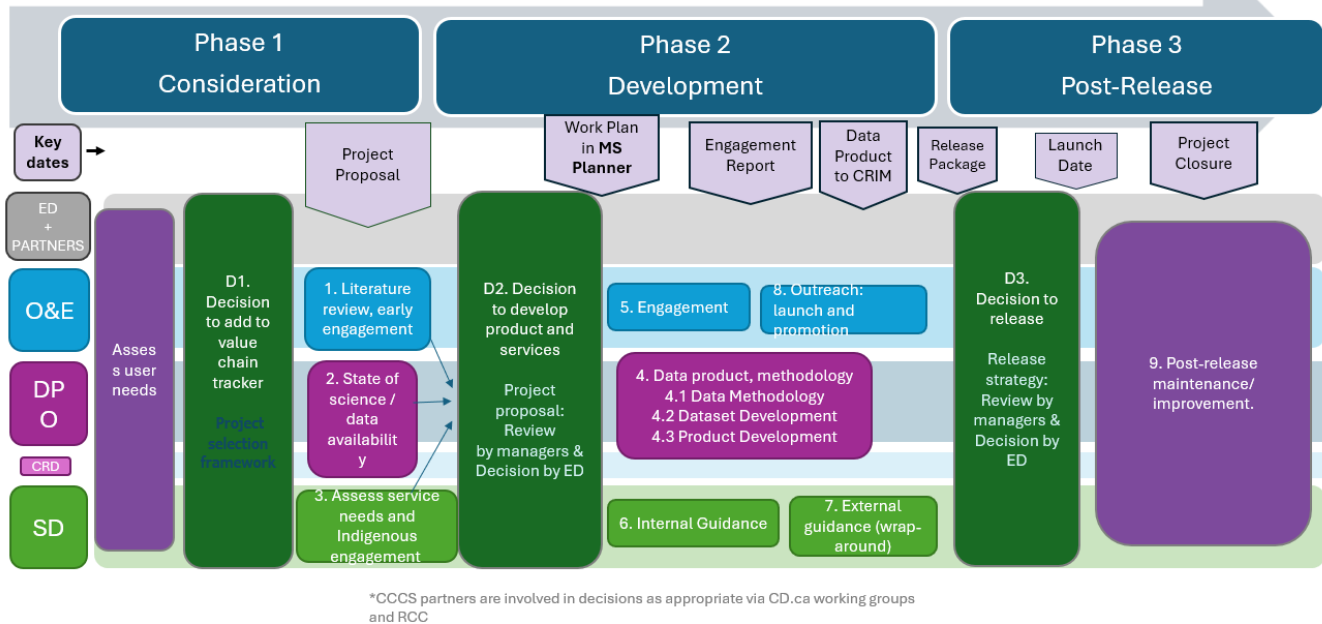 Phase 1
Consideration
Phase 2
Development
Phase 3
Post-Release
Key
dates
Project
Proposal
Work Plan
in MS
Planner
Engagement
Report
Data
Product
to CRIM
Release
Package
Launch
Date
Project
Closure
ED
+
PARTNERS
O&E
DP
O
CRD
SD
Asses
s user
needs
D1.
Decision
to add to
value
chain
tracker
Project
selection
framework
1. Literature
review, early
engagement
2. State of
science /
data
availabilit
y
3. Assess service
needs and
Indigenous
engagement
D2. Decision
to develop
product and
services
Project
proposal:
Review
by managers &
Decision by ED
5. Engagement
8. Outreach:
launch and
promotion
4. Data product, methodology
4.1 Data Methodology
4.2 Dataset Development
4.3 Product Development
6. Internal Guidance
7. External
guidance (wrap-
around)
D3.
Decision to
release
Release
strategy:
Review by
managers &
Decision by
ED
9. Post-release
maintenance/
improvement.
*CCCS partners are involved in decisions as appropriate via CD.ca working groups
and RCC